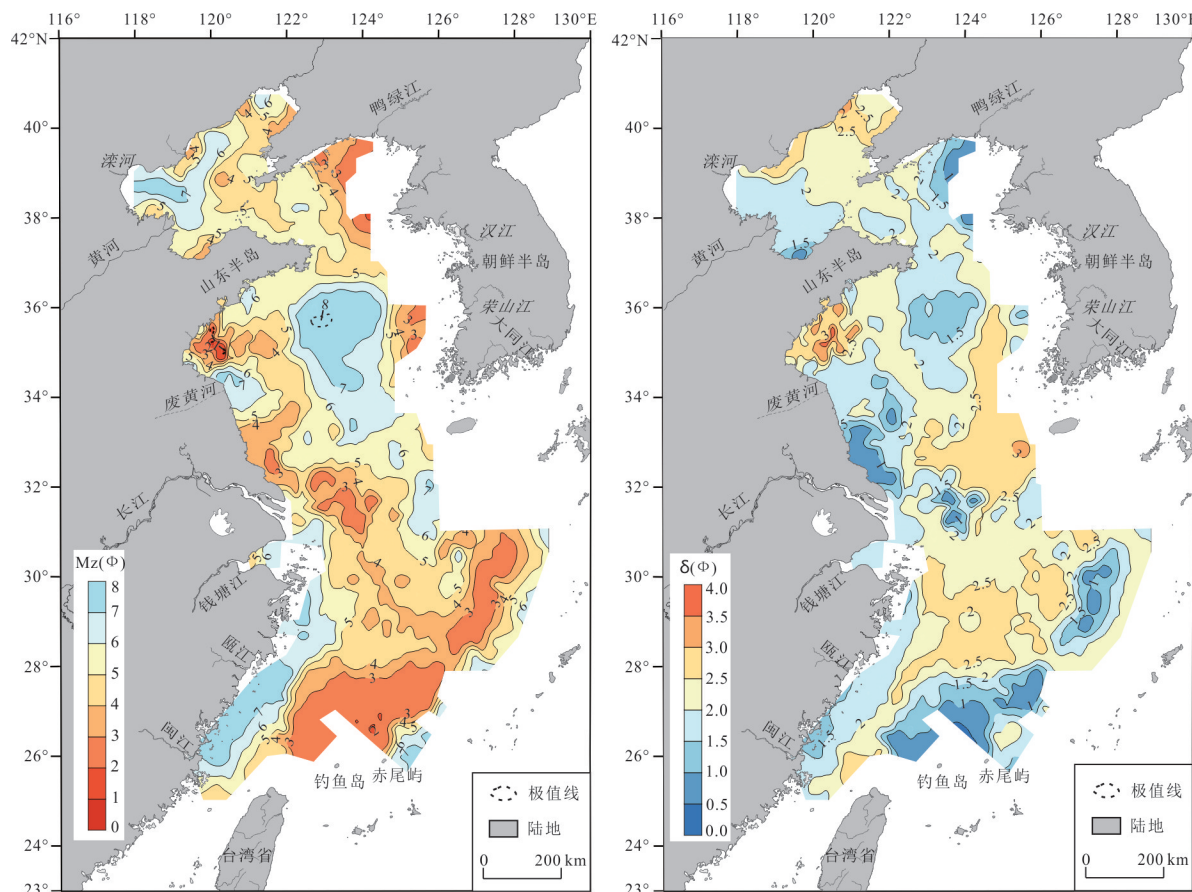 116° 118° 120° 122° 124° 126° 128° 130°E
42°N
40°
38°
36°
34°
32°
30°
28°
26°
24°
23°
鸭绿江
滦河
黄河
汉江
朝鲜半岛
山东半岛
荣山江
大同江
废黄河
长江
钱塘江
瓯江
闽江
钓鱼岛
赤尾屿
台湾省
Mz(Φ)
8
7
6
5
4
3
2
1
0
极值线
陆地
0 200 km
116° 118° 120° 122° 124° 126° 128° 130°E
42°N
40°
38°
36°
34°
32°
30°
28°
26°
24°
23°
鸭绿江
滦河
黄河
汉江
朝鲜半岛
山东半岛
荣山江
大同江
废黄河
长江
钱塘江
瓯江
闽江
钓鱼岛
赤尾屿
台湾省
δ(Φ)
4.0
3.5
3.0
2.5
2.0
1.5
1.0
0.5
0.0
极值线
陆地
0 200 km